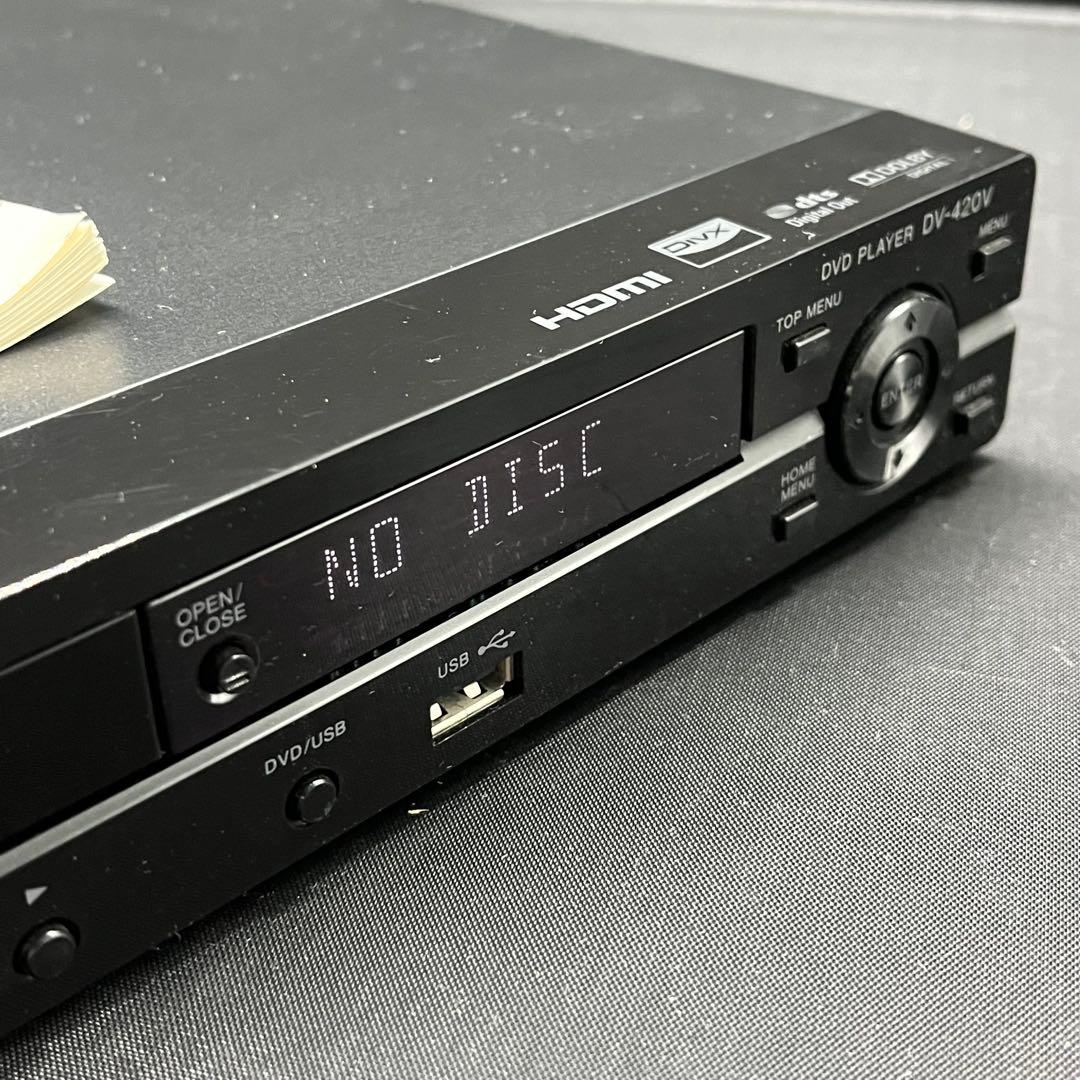 DOLBY
DIGITAL
dts
Digital Out
DIVX
HDMI
DVD PLAYER DV-420V
MENU
TOP MENU
ENTER
RETURN
HOME
MENU
NO DISC
OPEN/
CLOSE
USB
DVD/USB